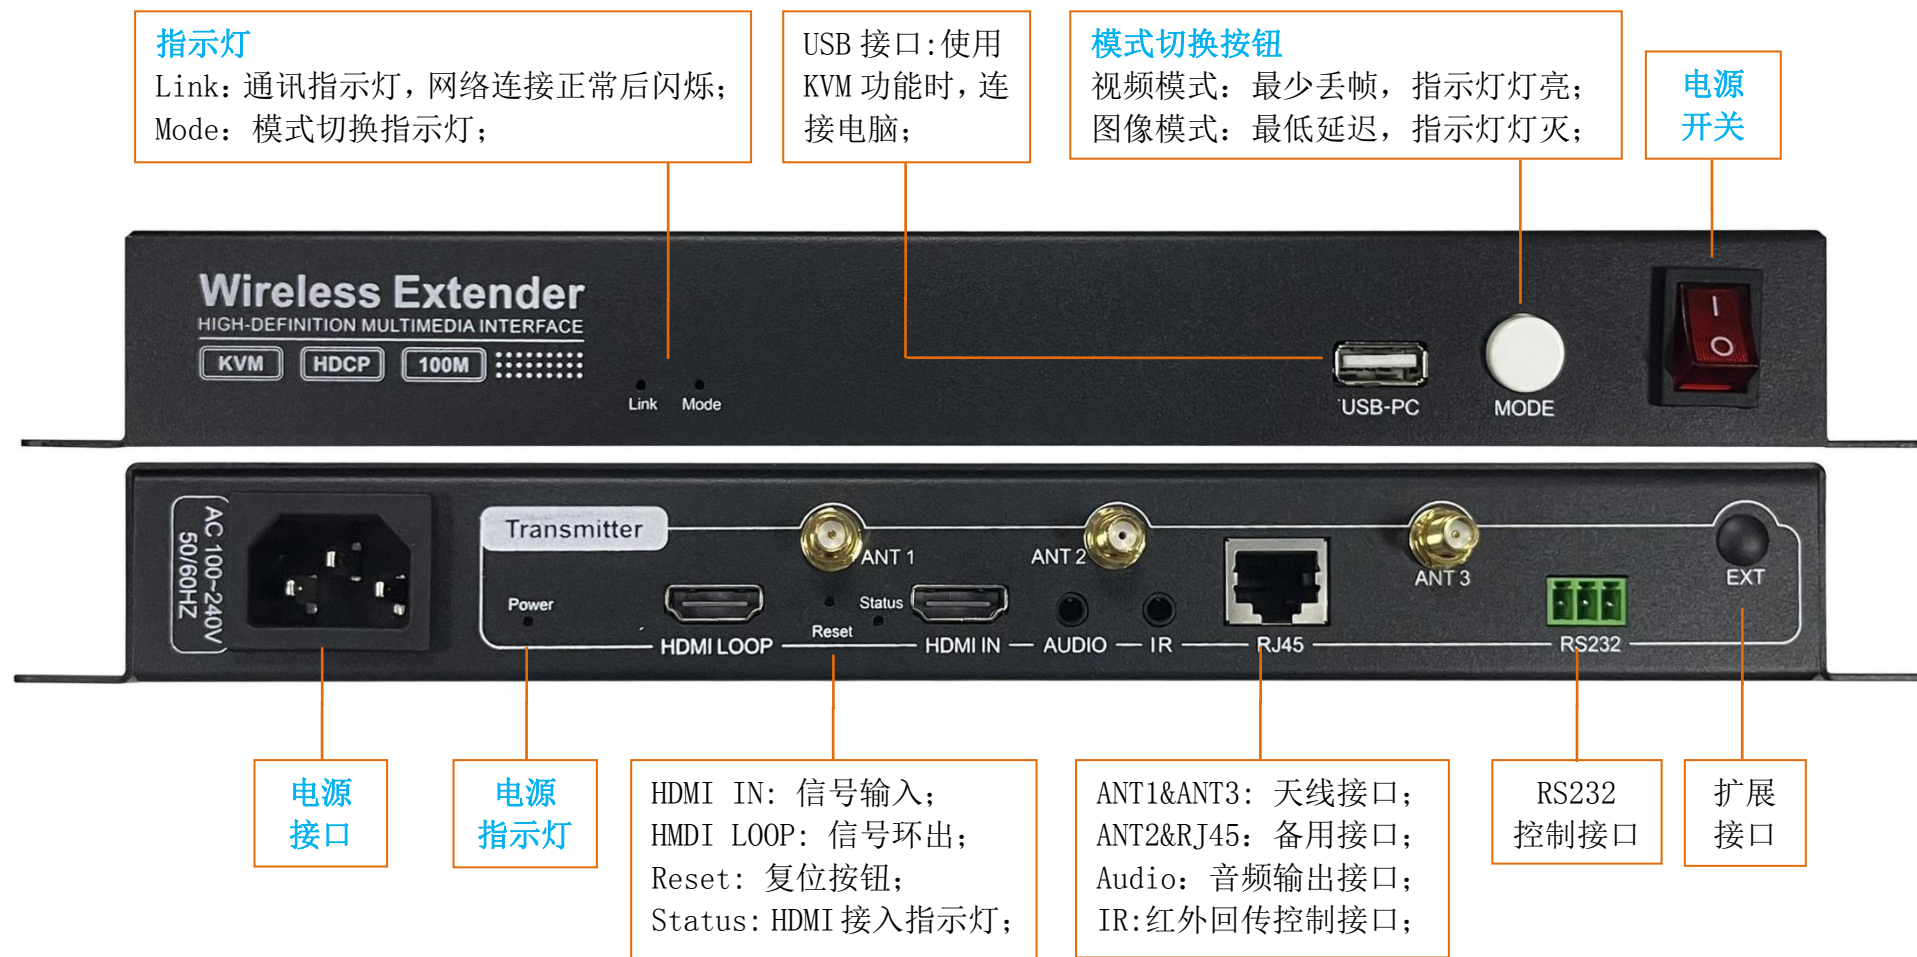 指示灯
Link：通讯指示灯，网络连接正常后闪烁；
Mode：模式切换指示灯；
USB 接口:使用
KVM 功能时，连
接电脑；
模式切换按钮
视频模式：最少丢帧，指示灯灯亮；
图像模式：最低延迟，指示灯灯灭；
电源
开关
Wireless Extender
HIGH-DEFINITION MULTIMEDIA INTERFACE
KVM HDCP 100M
Link Mode
USB-PC
MODE
AC 100~240V
50/60HZ
Transmitter
ANT 1
ANT 2
ANT 3
EXT
Power
Status
Reset
HDMI LOOP
HDMI IN
AUDIO
IR
RJ45
RS232
电源
接口
电源
指示灯
HDMI IN: 信号输入；
HMDI LOOP: 信号环出；
Reset: 复位按钮；
Status: HDMI 接入指示灯；
ANT1&ANT3: 天线接口；
ANT2&RJ45：备用接口；
Audio：音频输出接口；
IR:红外回传控制接口；
RS232
控制接口
扩展
接口